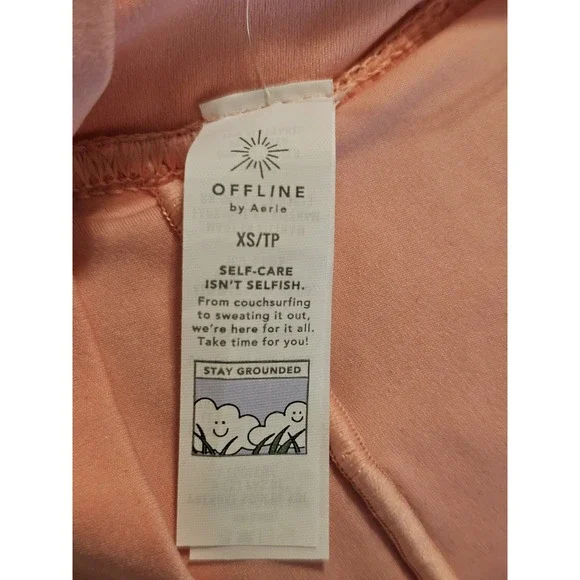 OFFLINE
by Aerie
XS/TP
SELF-CARE
ISN'T SELFISH.
From couchsurfing
to sweating it out,
we're here for it all.
Take time for you!
STAY GROUNDED